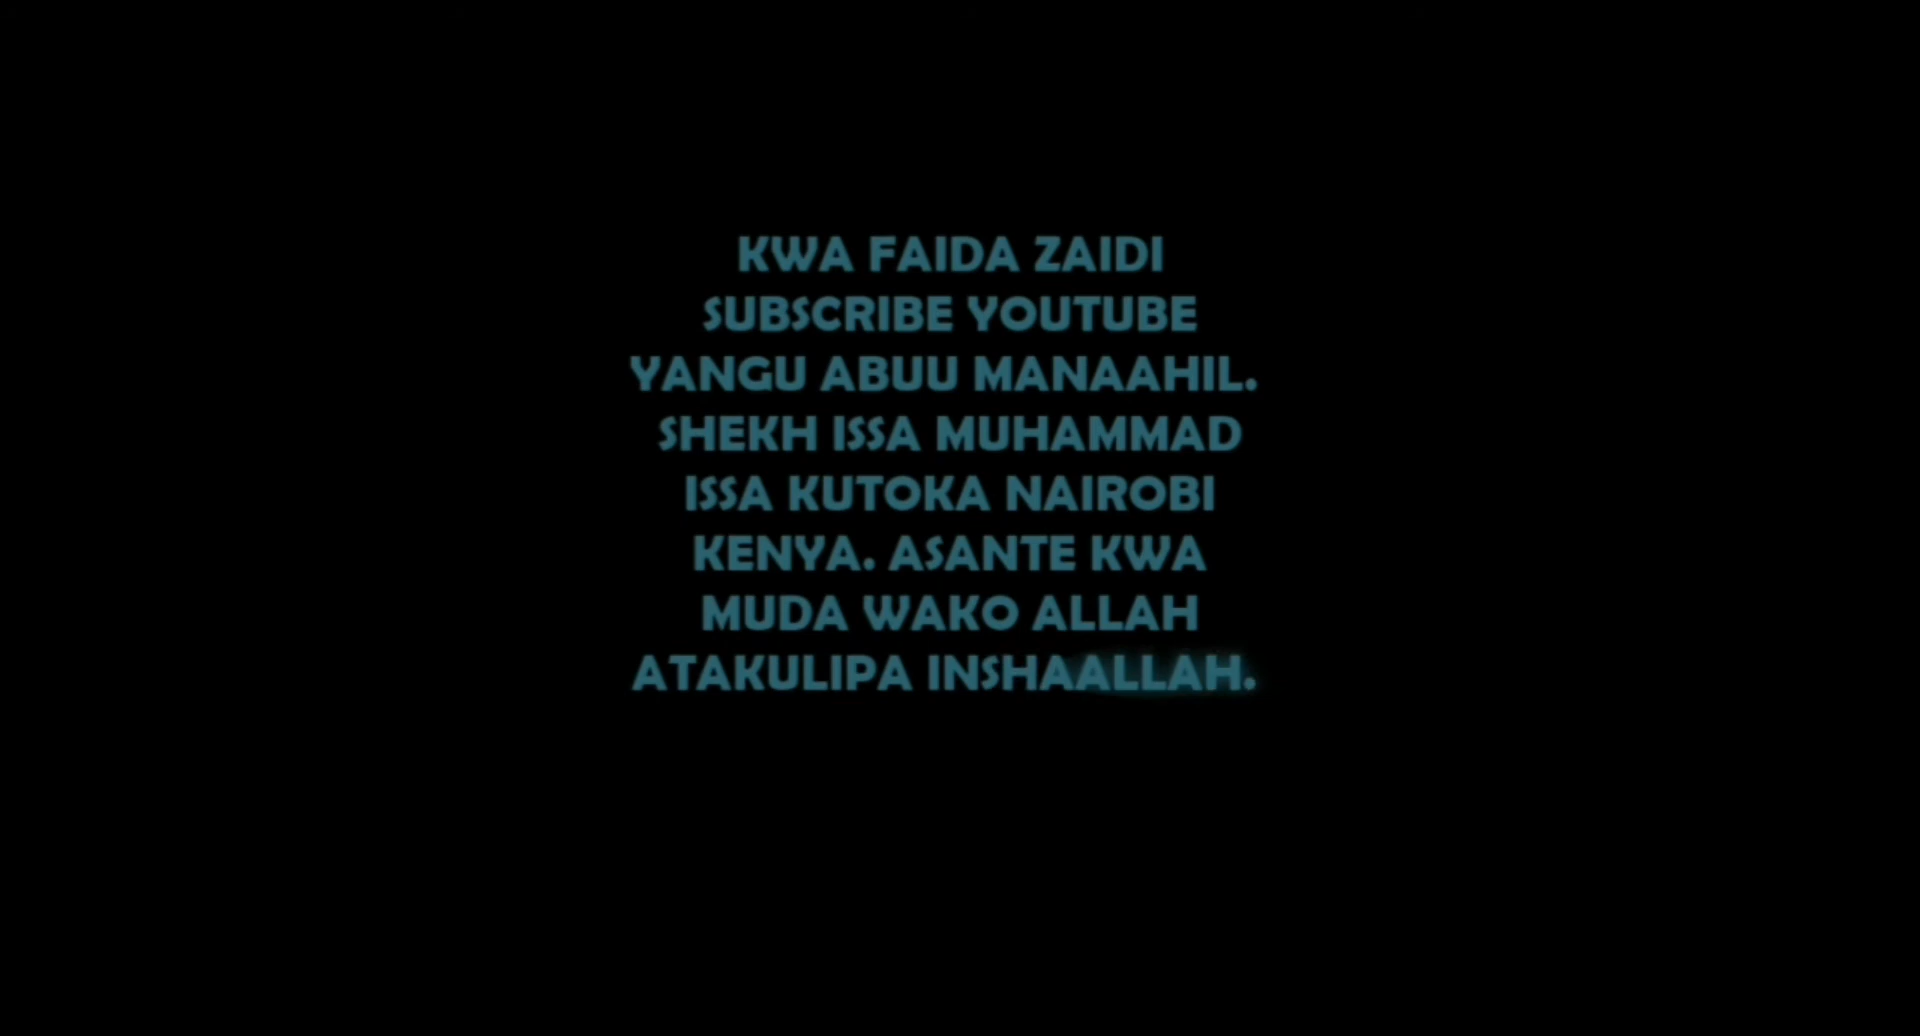 KWA FAIDA ZAIDI
SUBSCRIBE YOUTUBE
YANGU ABUU MANAAHIL.
SHEKH ISSA MUHAMMAD
ISSA KUTOKA NAIROBI
KENYA. ASANTE KWA
MUDA WAKO ALLAH
ATAKULIPA INSHAALLAH.